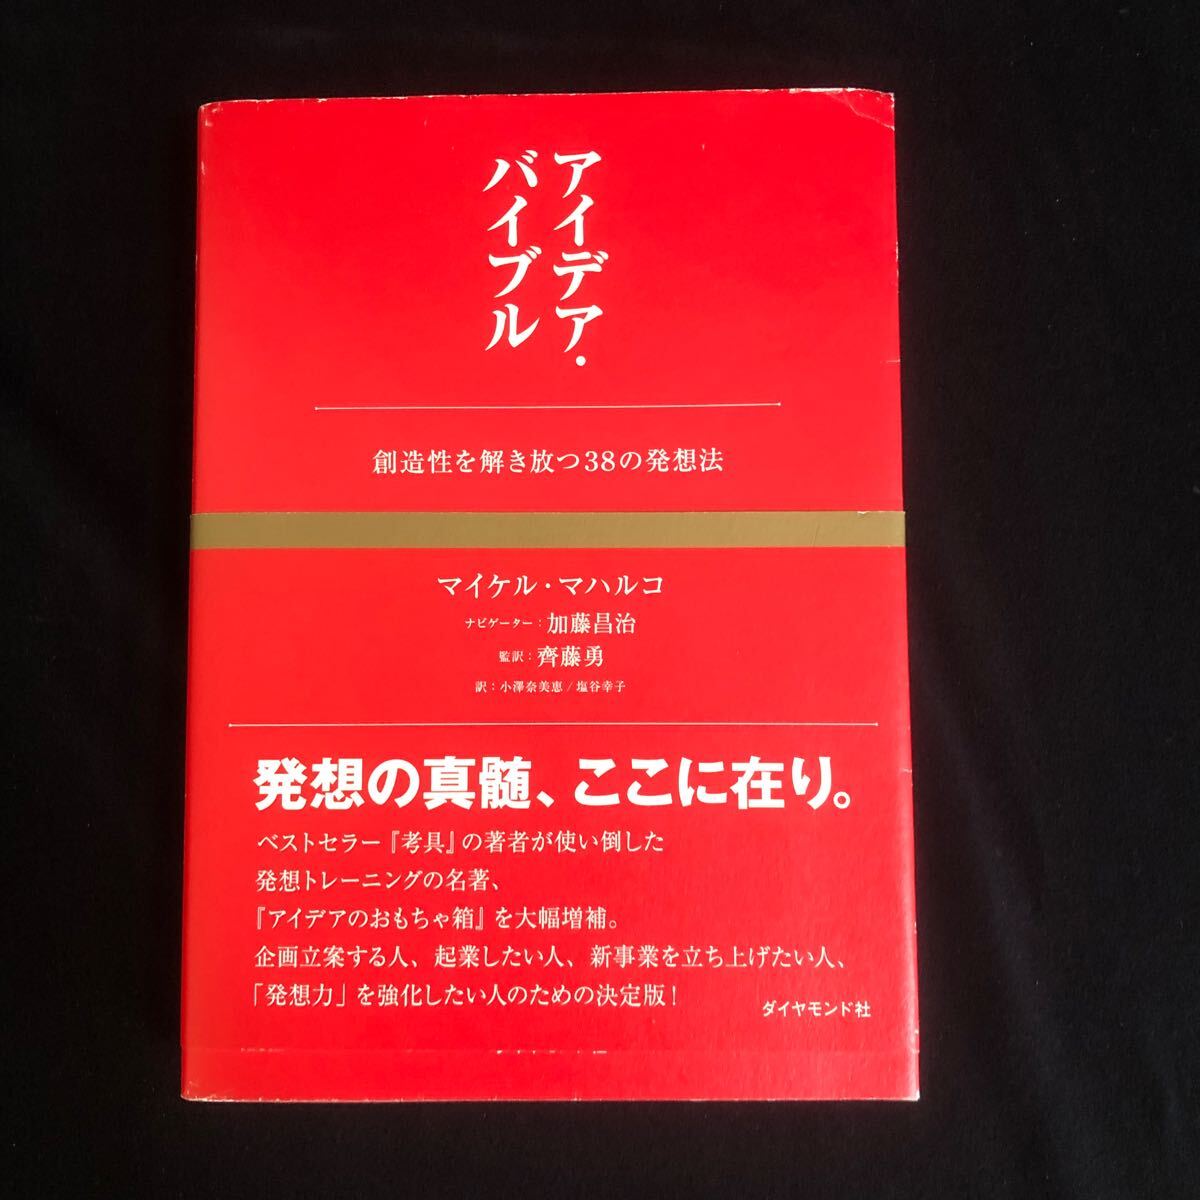 アイデア・
バイブル
創造性を解き放つ38の発想法
マイケル・マハルコ
ナビゲーター：加藤昌治
監訳：齊藤勇
訳：小澤奈美恵／塩谷幸子
発想の真髄、ここに在り。
ベストセラー『考具』の著者が使い倒した
発想トレーニングの名著、
『アイデアのおもちゃ箱』を大幅増補。
企画立案する人、起業したい人、新事業を立ち上げたい人、
「発想力」を強化したい人のための決定版！
ダイヤモンド社